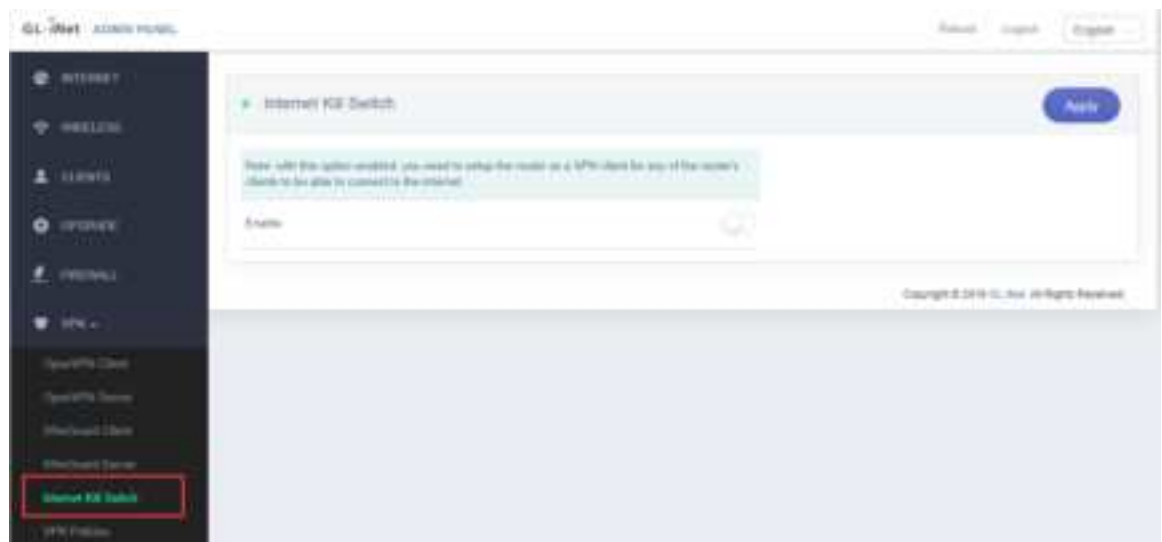 GL·iNet ADMIN PANEL
Reboot Logout English
INTERNET
Internet Kill Switch
Apply
WIRELESS
Note: with this option enabled, you need to setup the router as a VPN client for any of the router's
clients to be able to connect to the internet.
CLIENTS
UPGRADE
Enable
FIREWALL
Copyright © 2019 GL.iNet. All Rights Reserved
VPN
OpenVPN Client
OpenVPN Server
WireGuard Client
WireGuard Server
Internet Kill Switch
VPN Policies